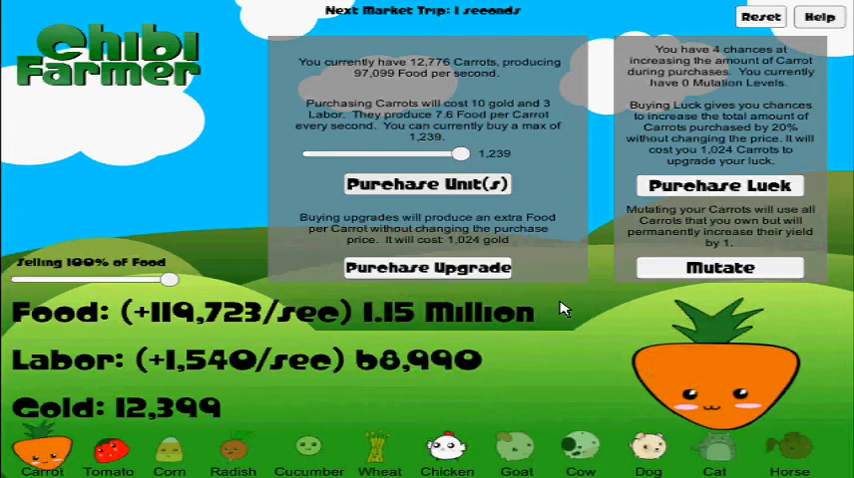 Next Market Trip: 1 seconds
Reset
Help
Chibi
Farmer
You currently have 12,776 Carrots, producing
97,099 Food per second.
Purchasing Carrots will cost 10 gold and 3
Labor. They produce 7.6 Food per Carrot
every second. You can currently buy a max of
1,239.
1,239
Purchase Unit(s)
Buying upgrades will produce an extra Food
per Carrot without changing the purchase
price. It will cost: 1,024 gold
Purchase Upgrade
You have 4 chances at
increasing the amount of Carrot
during purchases. You currently
have 0 Mutation Levels.
Buying Luck gives you chances
to increase the total amount of
Carrots purchased by 20%
without changing the price. It will
cost you 1,024 Carrots to
upgrade your luck.
Purchase Luck
Mutating your Carrots will use all
Carrots that you own but will
permanently increase their yield
by 1.
Mutate
Selling 100% of Food
Food: (+119,723/sec) 1.15 Million
Labor: (+1,540/sec) 68,990
Gold: 12,399
Carrot
Tomato
Corn
Radish
Cucumber
Wheat
Chicken
Goat
Cow
Dog
Cat
Horse